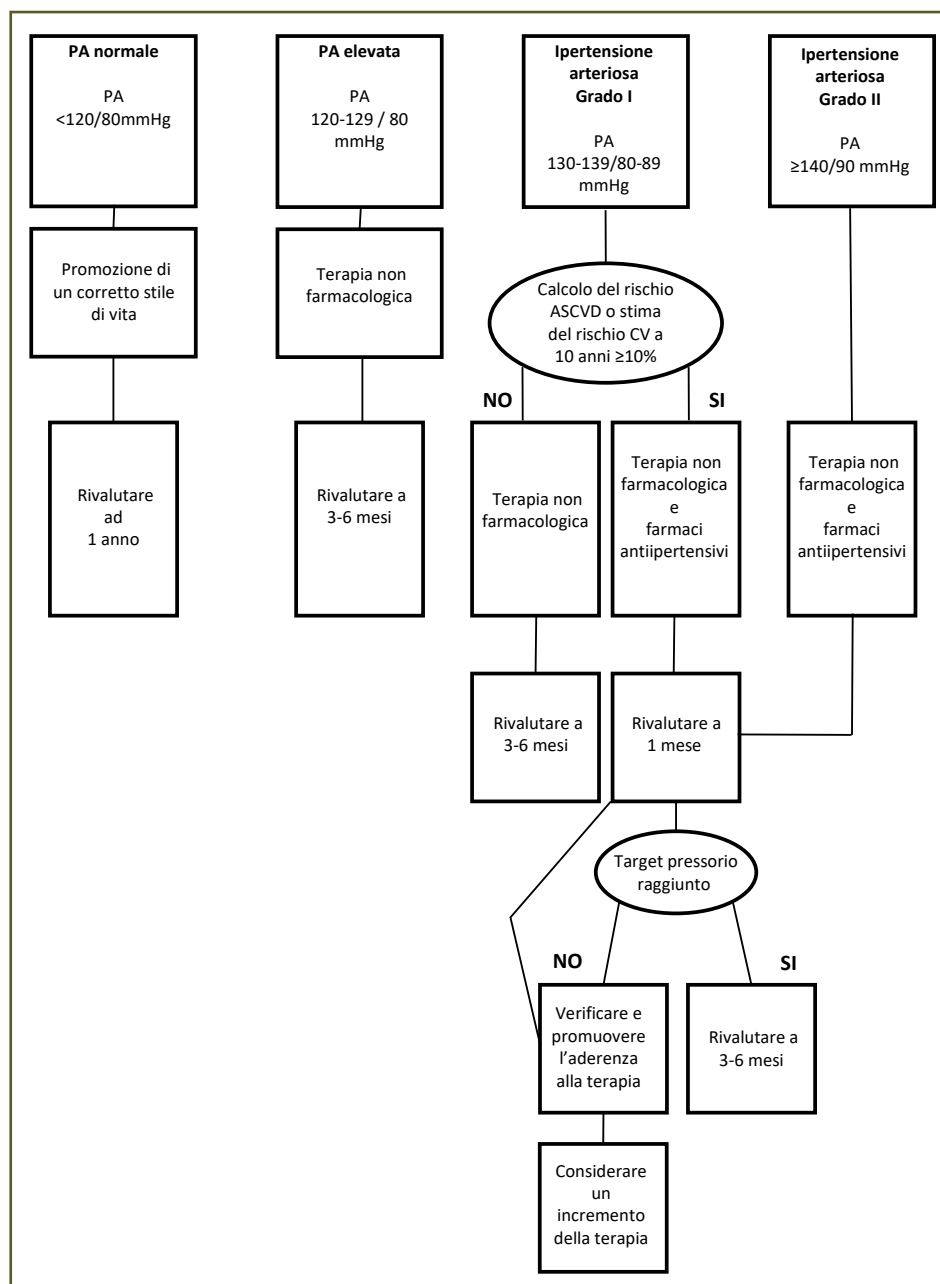 PA normale
PA
<120/80mmHg
PA elevata
PA
120-129 / 80
mmHg
Ipertensione
arteriosa
Grado I
PA
130-139/80-89
mmHg
Ipertensione
arteriosa
Grado II
PA
≥140/90 mmHg
Promozione di
un corretto stile
di vita
Terapia non
farmacologica
Calcolo del rischio
ASCVD o stima
del rischio CV a
10 anni ≥10%
NO
SI
Rivalutare
ad
1 anno
Rivalutare a
3-6 mesi
Terapia non
farmacologica
Terapia non
farmacologica
e
farmaci
antiipertensivi
Terapia non
farmacologica
e
farmaci
antiipertensivi
Rivalutare a
3-6 mesi
Rivalutare a
1 mese
Target pressorio
raggiunto
NO
SI
Verificare e
promuovere
l’aderenza
alla terapia
Rivalutare a
3-6 mesi
Considerare
un
incremento
della terapia